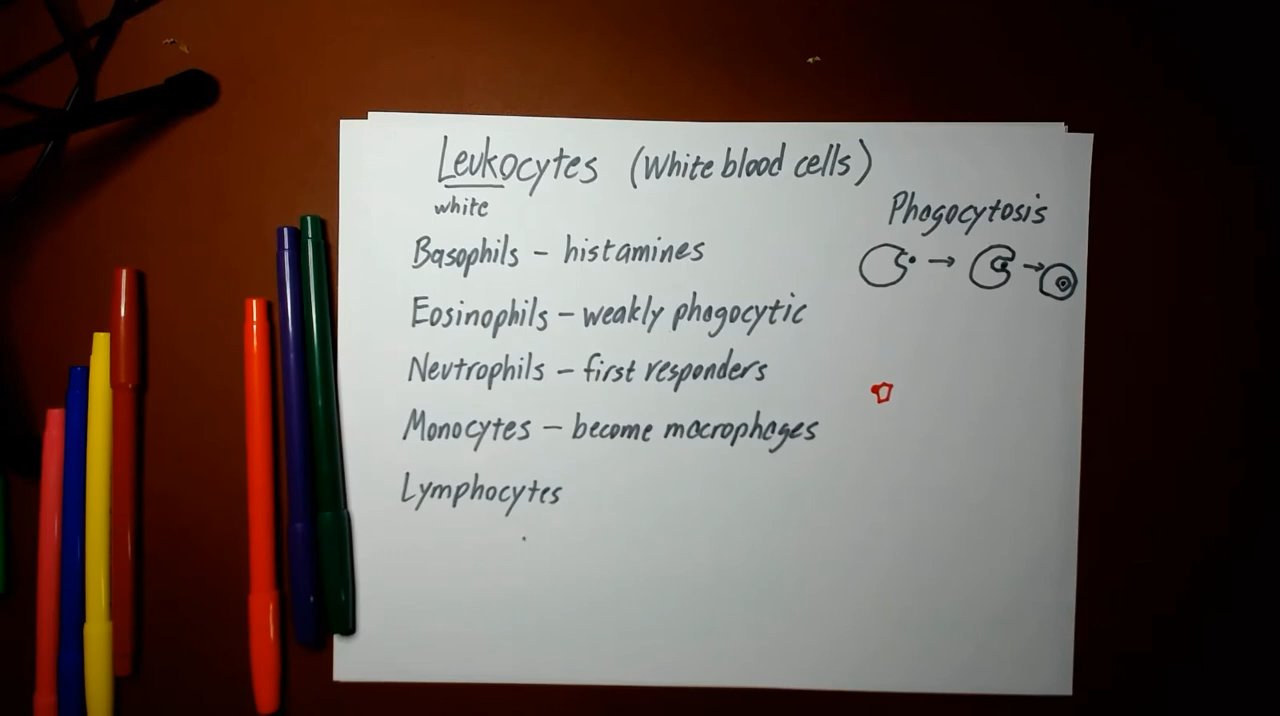 Leukocytes (White blood cells)
white
Phagocytosis
Basophils - histamines
Eosinophils - weakly phagocytic
Neutrophils - first responders
Monocytes - become macrophages
Lymphocytes